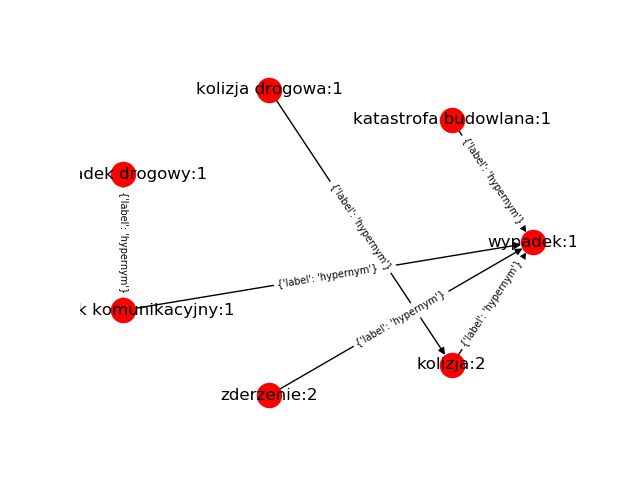 kolizja drogowa:1
katastrofa budowlana:1
{'label': 'hypernym'}
drogowy:1
{'label': 'hypernym'}
{'label': 'hypernym'}
wypadek:1
{'label': 'hypernym'}
{'label': 'hypernym'}
{'label': 'hypernym'}
komunikacyjny:1
kolizja:2
zderzenie:2